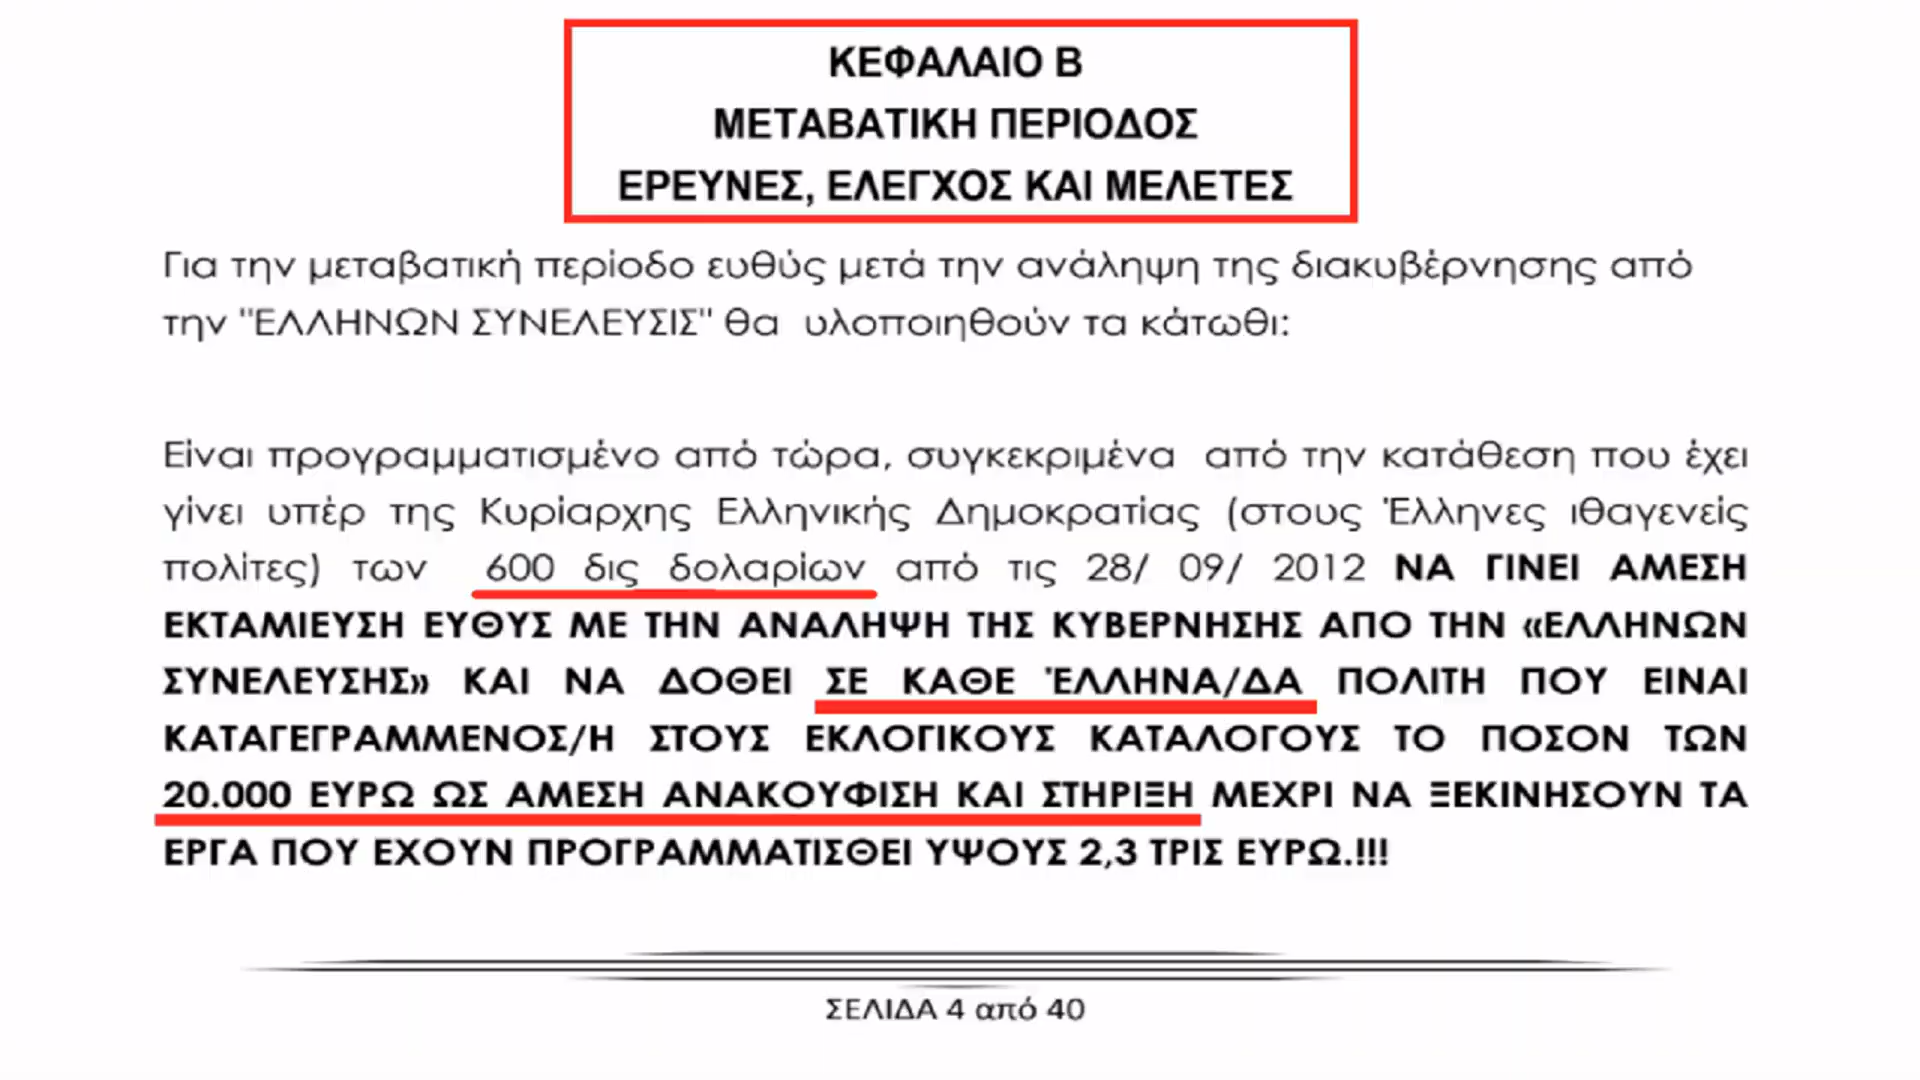 ΚΕΦΑΛΑΙΟ Β
ΜΕΤΑΒΑΤΙΚΗ ΠΕΡΙΟΔΟΣ
ΕΡΕΥΝΕΣ, ΕΛΕΓΧΟΣ ΚΑΙ ΜΕΛΕΤΕΣ
Για την μεταβατική περίοδο ευθύς μετά την ανάληψη της διακυβέρνησης από
την "ΕΛΛΗΝΩΝ ΣΥΝΕΛΕΥΣΙΣ" θα υλοποιηθούν τα κάτωθι:
Είναι προγραμματισμένο από τώρα, συγκεκριμένα από την κατάθεση που έχει
γίνει υπέρ της Κυρίαρχης Ελληνικής Δημοκρατίας (στους Έλληνες ιθαγενείς
πολίτες) των 600 δις δολαρίων από τις 28/ 09/ 2012 ΝΑ ΓΙΝΕΙ ΑΜΕΣΗ
ΕΚΤΑΜΙΕΥΣΗ ΕΥΘΥΣ ΜΕ ΤΗΝ ΑΝΑΛΗΨΗ ΤΗΣ ΚΥΒΕΡΝΗΣΗΣ ΑΠΟ ΤΗΝ «ΕΛΛΗΝΩΝ
ΣΥΝΕΛΕΥΣΗΣ» ΚΑΙ ΝΑ ΔΟΘΕΙ ΣΕ ΚΑΘΕ ΈΛΛΗΝΑ/ΔΑ ΠΟΛΙΤΗ ΠΟΥ ΕΙΝΑΙ
ΚΑΤΑΓΕΓΡΑΜΜΕΝΟΣ/Η ΣΤΟΥΣ ΕΚΛΟΓΙΚΟΥΣ ΚΑΤΑΛΟΓΟΥΣ ΤΟ ΠΟΣΟΝ ΤΩΝ
20.000 ΕΥΡΩ ΩΣ ΑΜΕΣΗ ΑΝΑΚΟΥΦΙΣΗ ΚΑΙ ΣΤΗΡΙΞΗ ΜΕΧΡΙ ΝΑ ΞΕΚΙΝΗΣΟΥΝ ΤΑ
ΕΡΓΑ ΠΟΥ ΕΧΟΥΝ ΠΡΟΓΡΑΜΜΑΤΙΣΘΕΙ ΥΨΟΥΣ 2,3 ΤΡΙΣ ΕΥΡΩ.!!!
ΣΕΛΙΔΑ 4 από 40